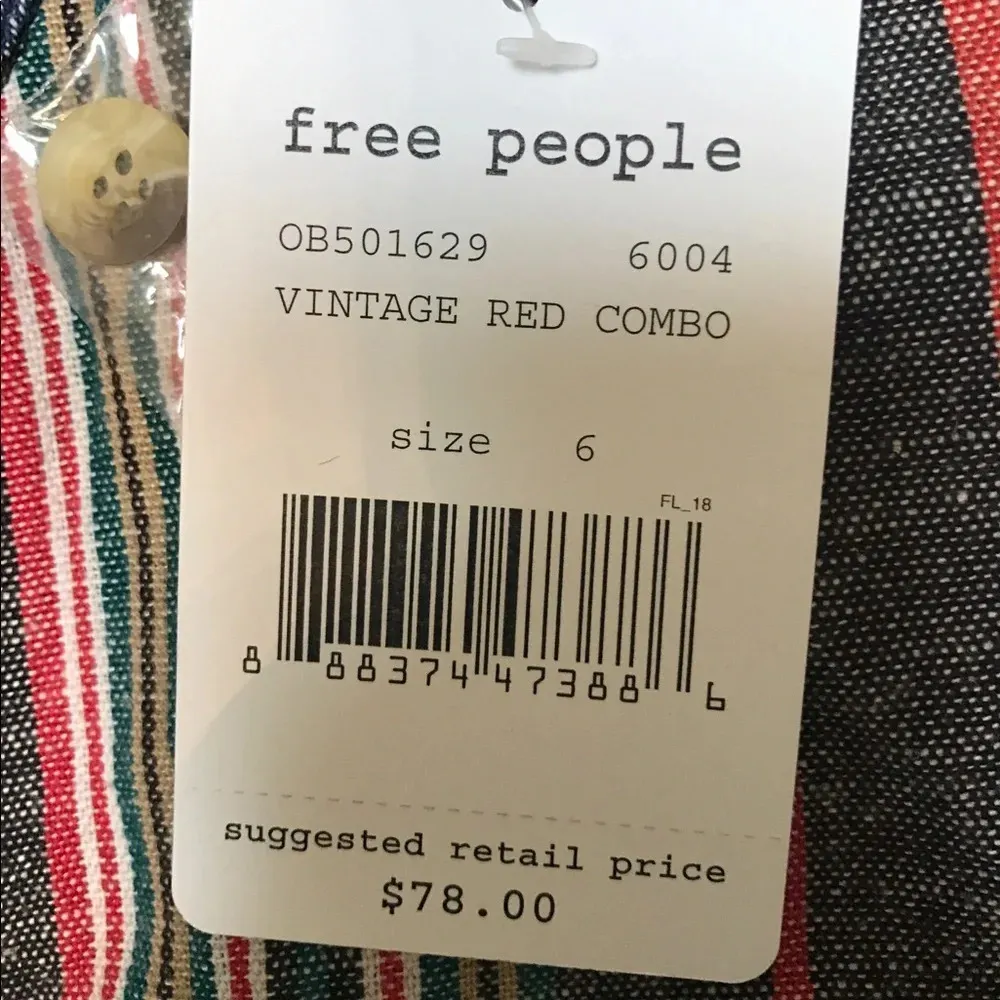 free people
OB501629 6004
VINTAGE RED COMBO
size 6
FL_18
8 88374 47388 6
suggested retail price
$78.00